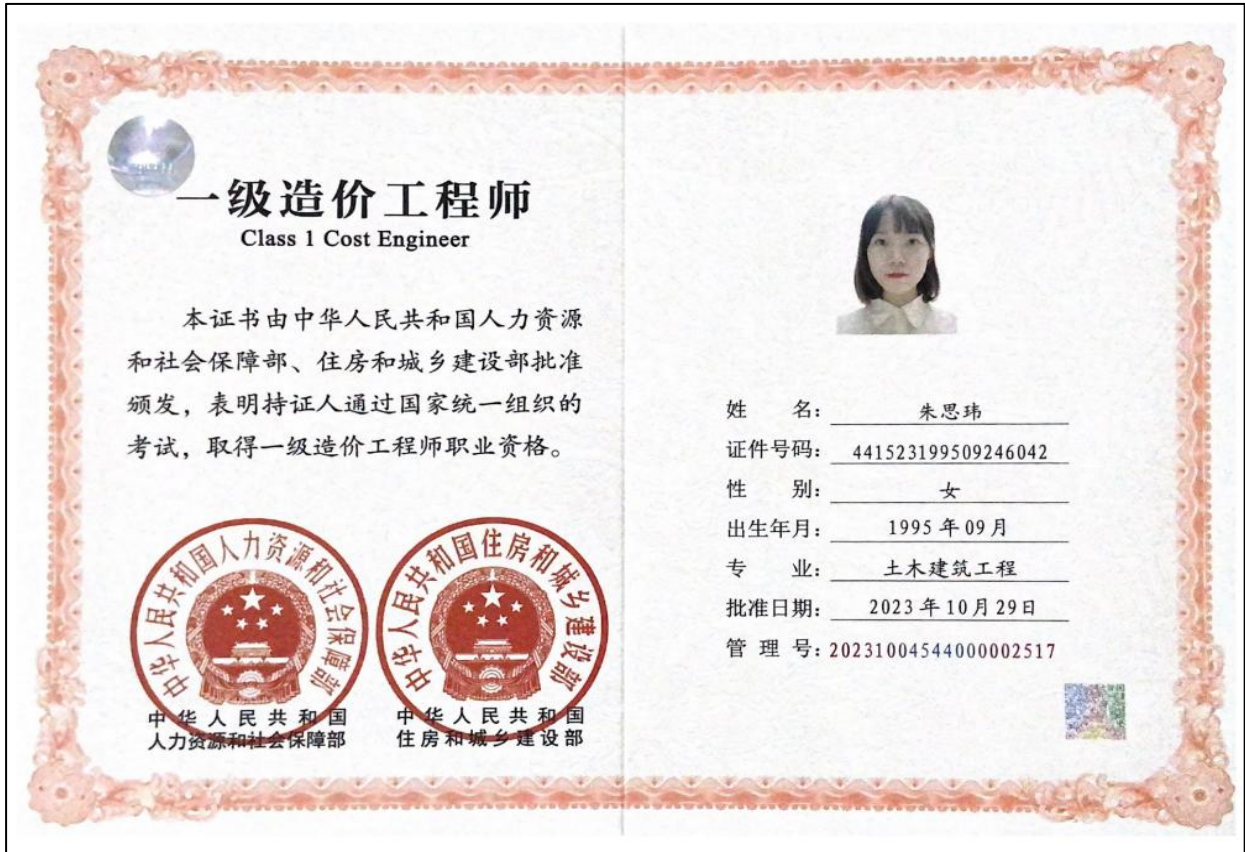 一级造价工程师
Class 1 Cost Engineer
本证书由中华人民共和国人力资源
和社会保障部、住房和城乡建设部批准
颁发，表明持证人通过国家统一组织的
考试，取得一级造价工程师职业资格。
中华人民共和国人力资源和社会保障部
中华人民共和国
人力资源和社会保障部
中华人民共和国住房和城乡建设部
中华人民共和国
住房和城乡建设部
姓 名： 朱思玮
证件号码： 441523199509246042
性 别： 女
出生年月： 1995年09月
专 业： 土木建筑工程
批准日期： 2023年10月29日
管 理 号：20231004544000002517